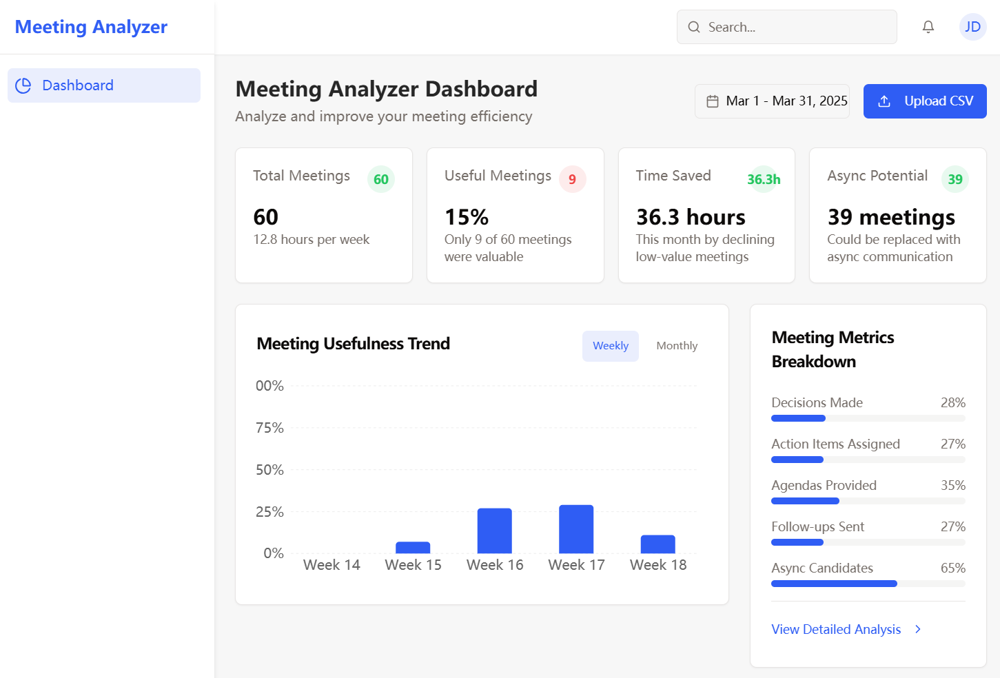 Meeting Analyzer
Search...
JD
Dashboard
Meeting Analyzer Dashboard
Analyze and improve your meeting efficiency
Mar 1 - Mar 31, 2025
Upload CSV
Total Meetings
60
60
12.8 hours per week
Useful Meetings
9
15%
Only 9 of 60 meetings
were valuable
Time Saved
36.3h
36.3 hours
This month by declining
low-value meetings
Async Potential
39
39 meetings
Could be replaced with
async communication
Meeting Usefulness Trend
Weekly
Monthly
00%
75%
50%
25%
0%
Week 14
Week 15
Week 16
Week 17
Week 18
Meeting Metrics
Breakdown
Decisions Made 28%
Action Items Assigned 27%
Agendas Provided 35%
Follow-ups Sent 27%
Async Candidates 65%
View Detailed Analysis